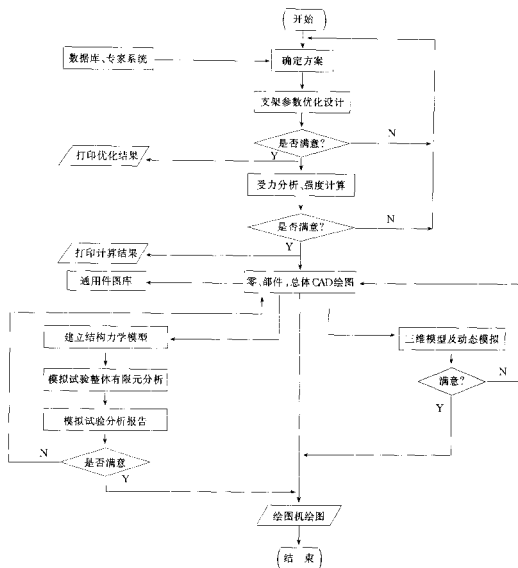 开始
数据库、专家系统
确定方案
支架参数优化设计
是否满意?
N
Y
打印优化结果
受力分析、强度计算
是否满意?
N
Y
打印计算结果
通用件图库
零、部件,总体CAD绘图
建立结构力学模型
三维模型及动态模拟
模拟试验整体有限元分析
满意?
N
Y
模拟试验分析报告
N
是否满意
Y
绘图机绘图
结 束